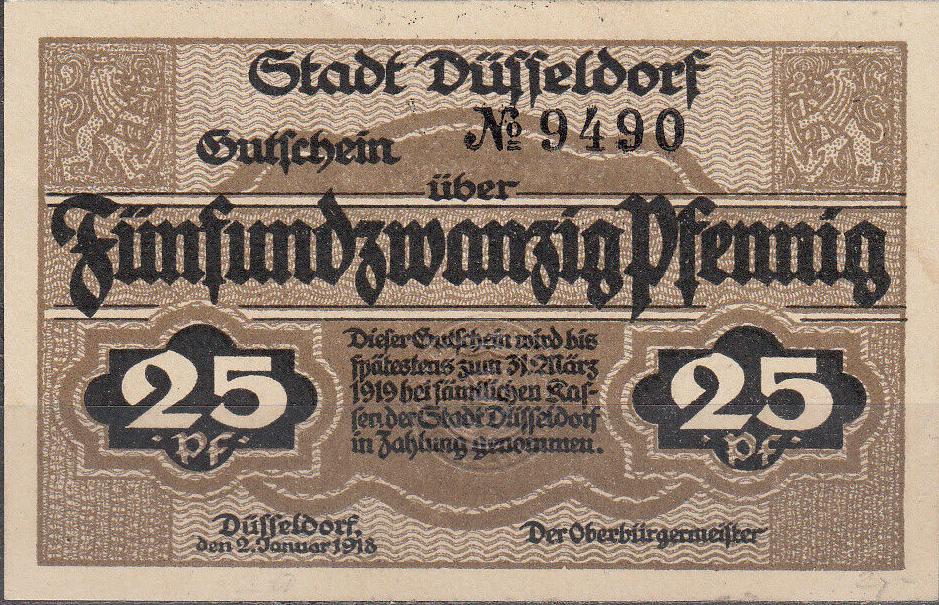 Stadt Düsseldorf
Gutschein № 9490
über
Fünfundzwanzig Pfennig
25
Pf
Dieser Gutschein wird bis
spätestens zum 31. März
1919 bei sämtlichen Kas-
sen der Stadt Düsseldorf
in Zahlung genommen.
25
Pf
Düsseldorf,
den 2. Januar 1918
Der Oberbürgermeister